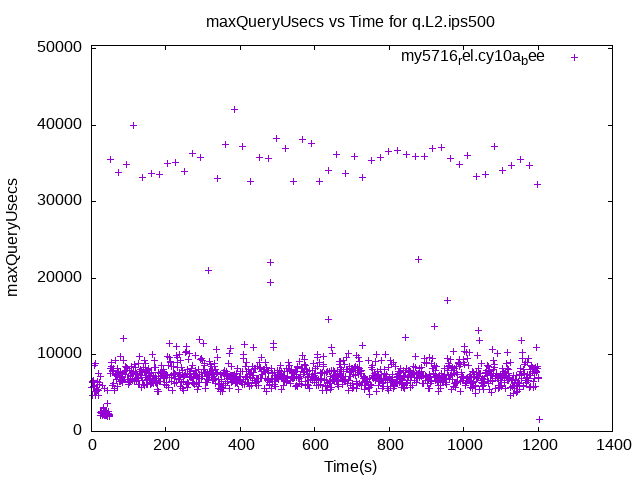 maxQueryUsecs vs Time for q.L2.ips500
my5716rel.cy10abee
maxQueryUsecs
50000
40000
30000
20000
10000
0
0 200 400 600 800 1000 1200 1400
Time(s)